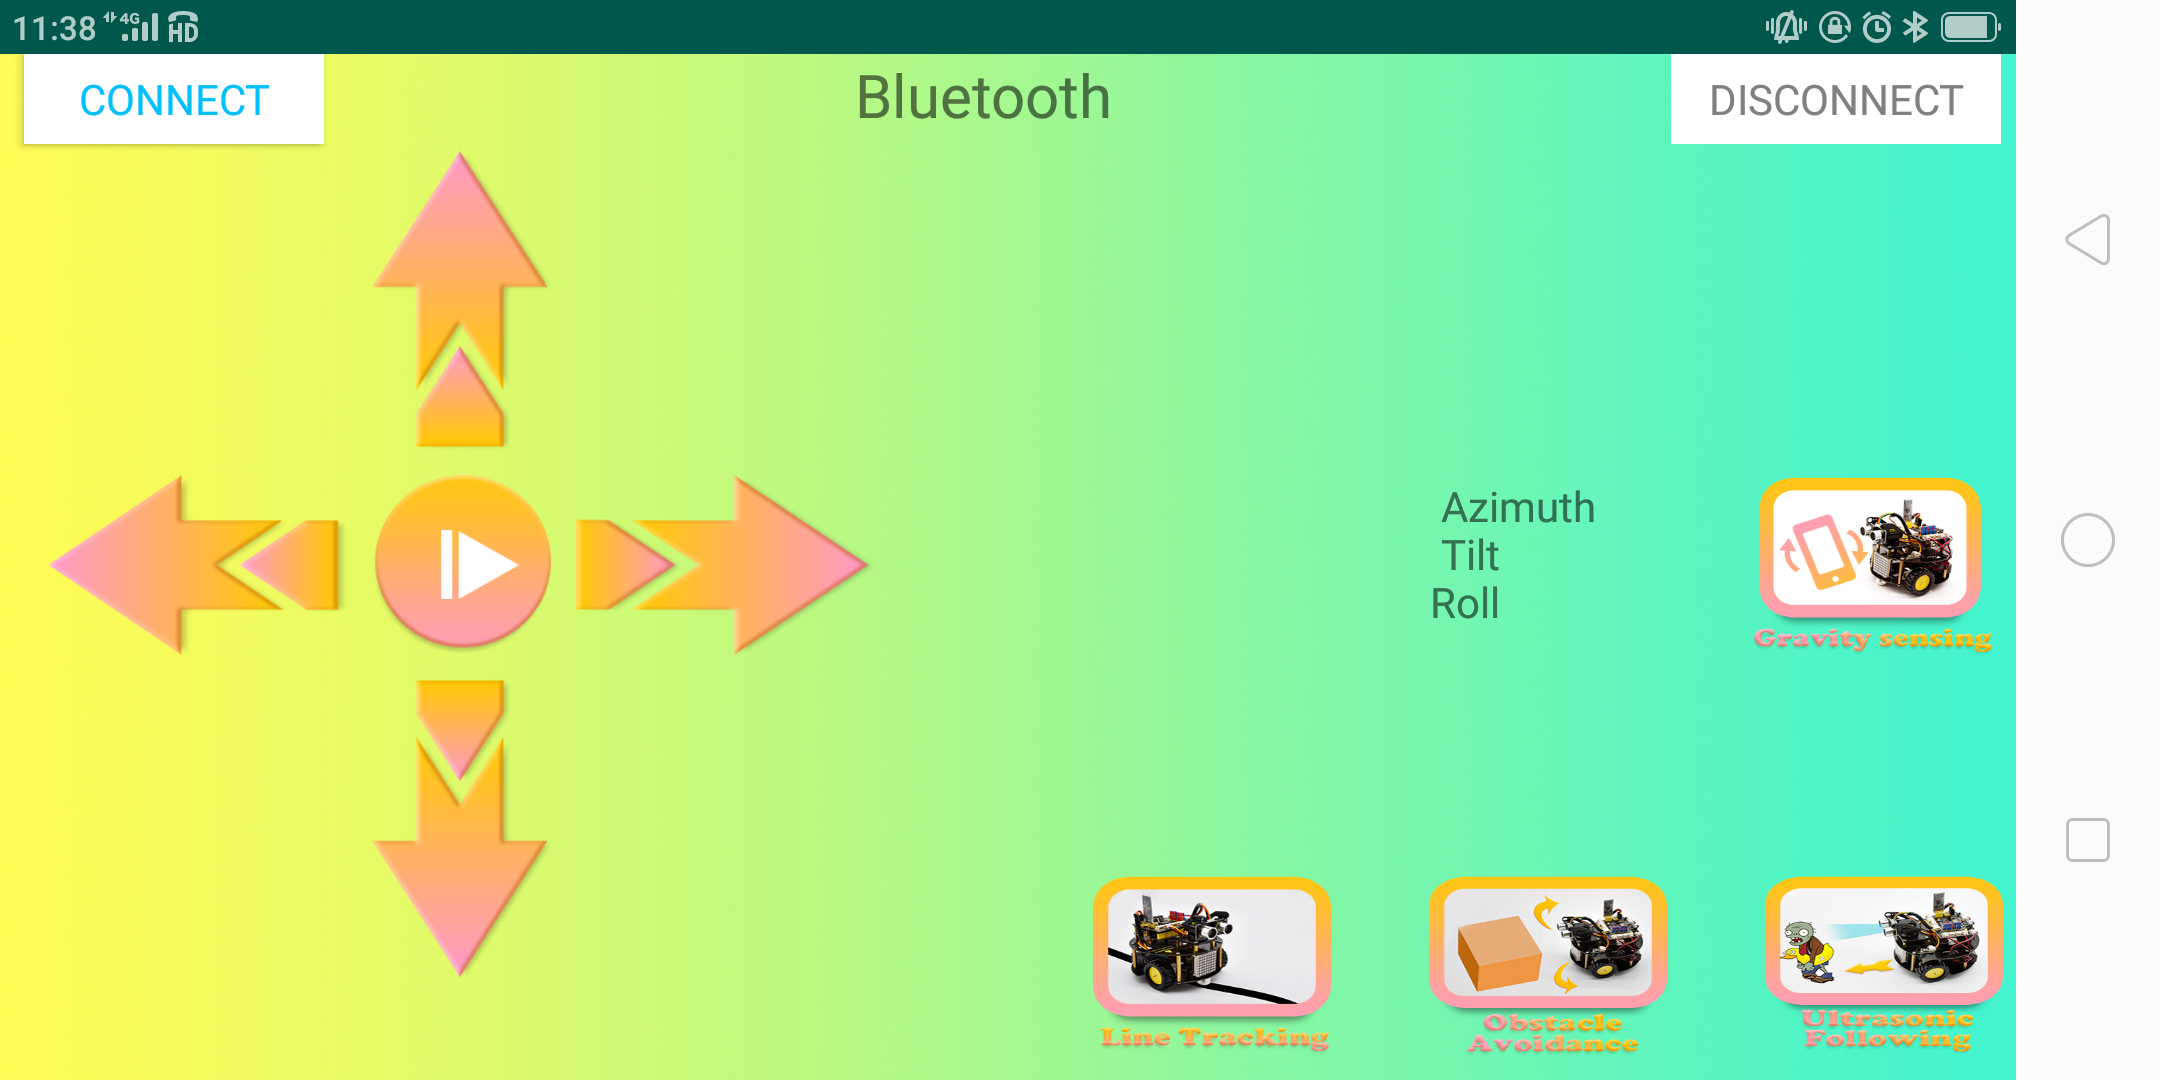 11:38 4G HD
CONNECT
Bluetooth
DISCONNECT
Azimuth
Tilt
Roll
Gravity sensing
Line Tracking
Obstacle
Avoidance
Ultrasonic
Following